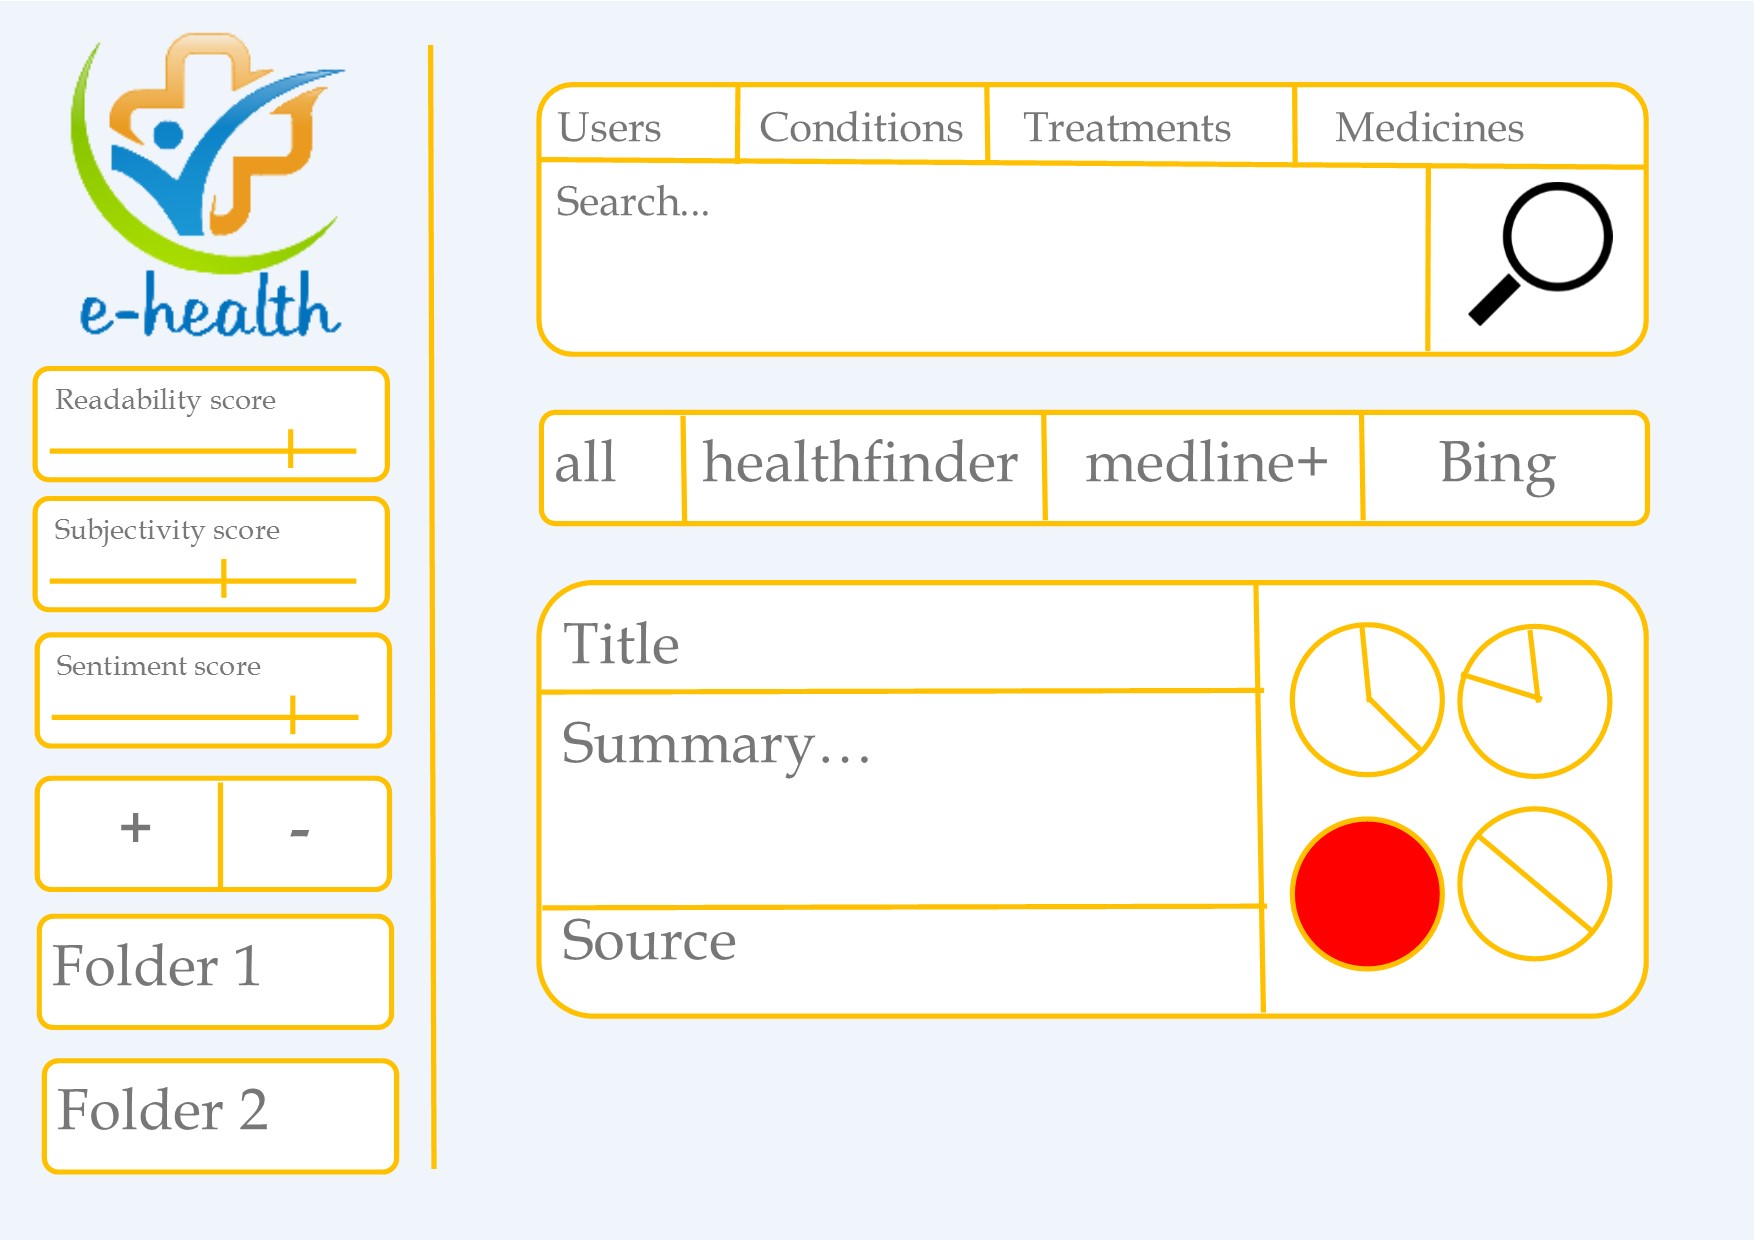 e-health
Readability score
Subjectivity score
Sentiment score
+ -
Folder 1
Folder 2
Users Conditions Treatments Medicines
Search...
all healthfinder medline+ Bing
Title
Summary…
Source